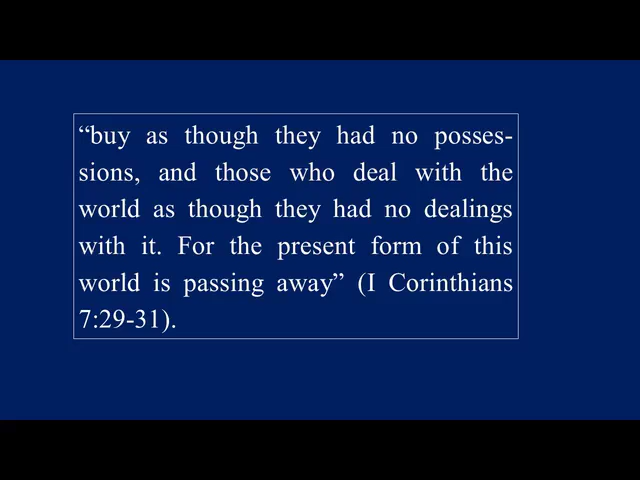 “buy as though they had no posses-
sions, and those who deal with the
world as though they had no dealings
with it. For the present form of this
world is passing away” (I Corinthians
7:29-31).